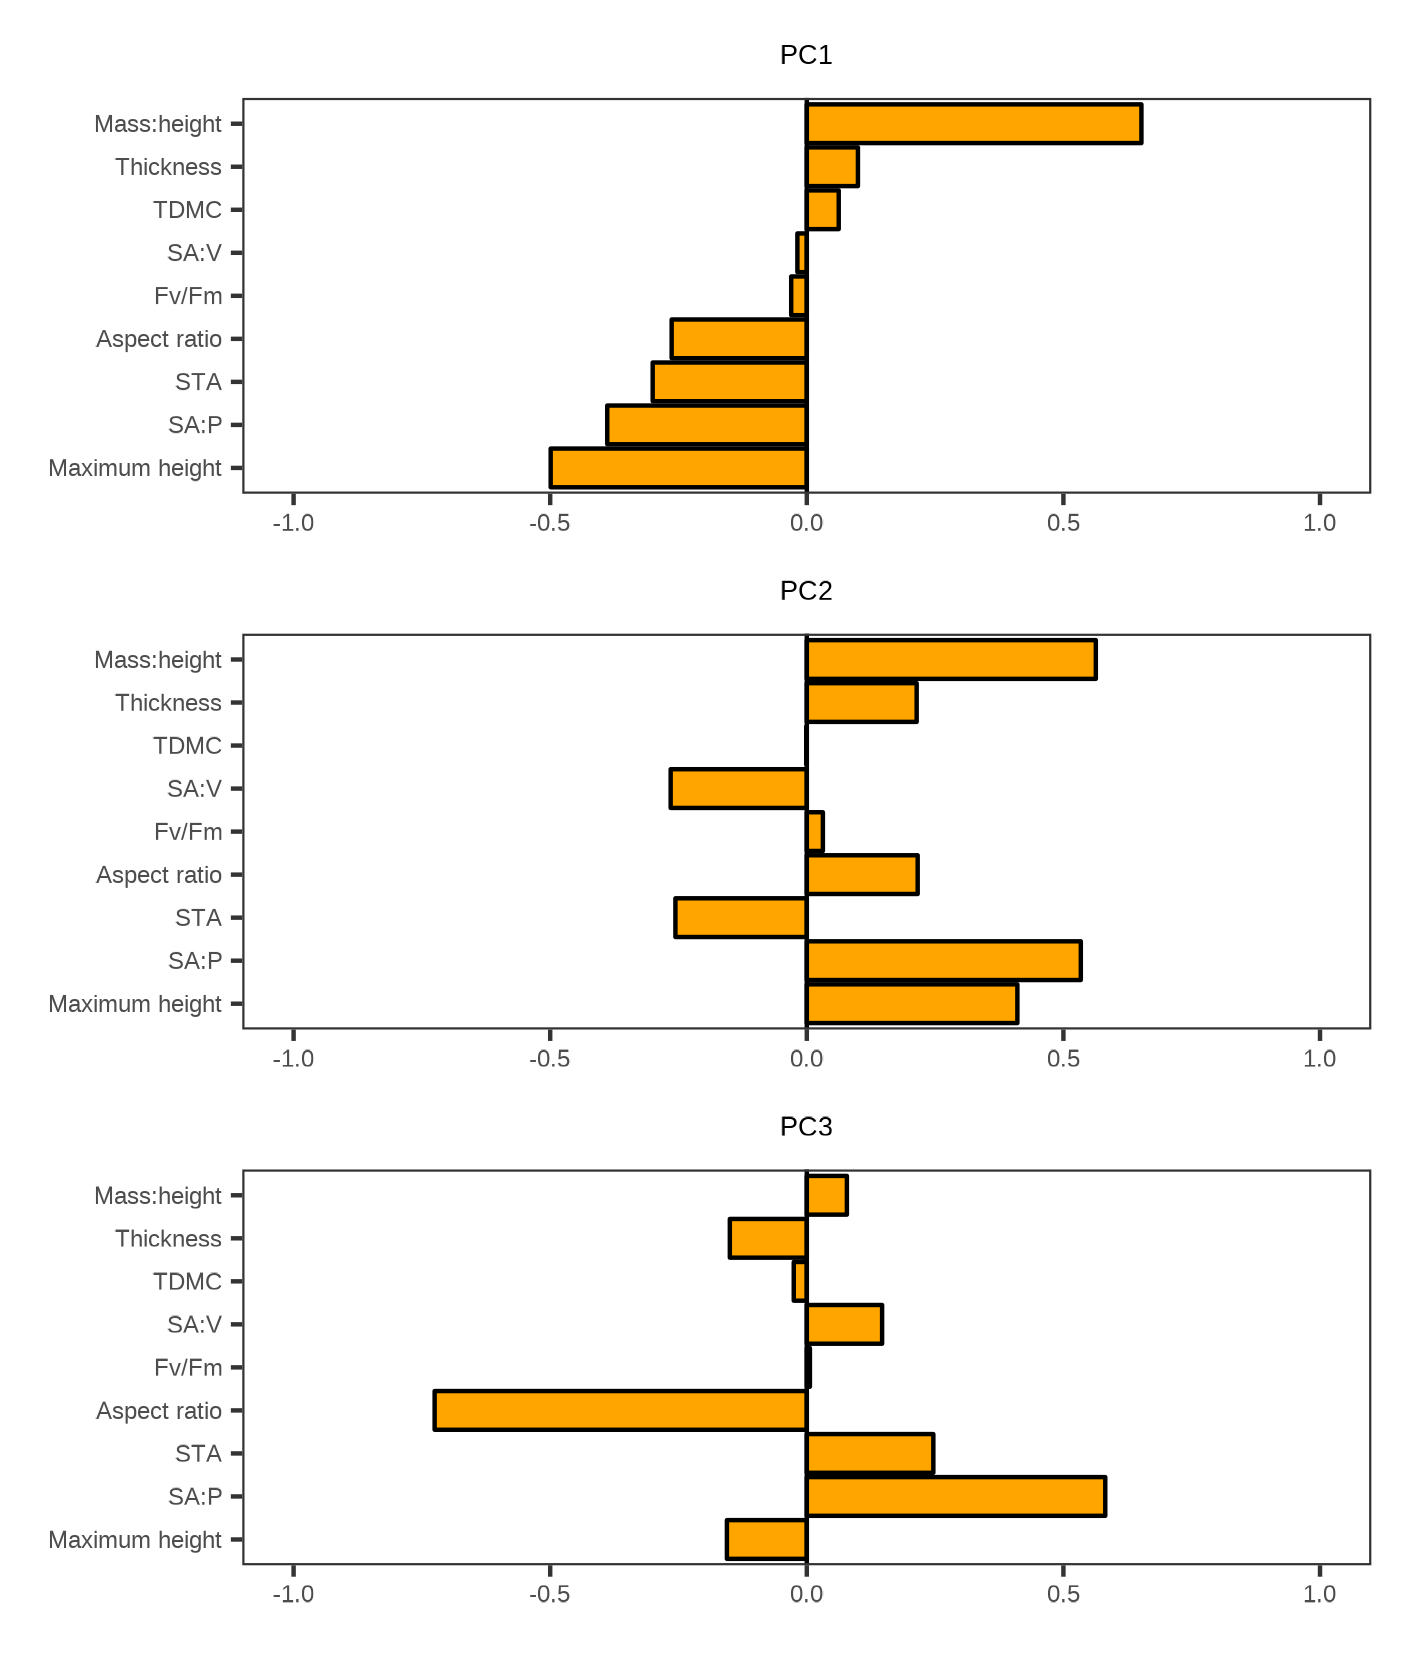 PC1
Mass:height
Thickness
TDMC
SA:V
Fv/Fm
Aspect ratio
STA
SA:P
Maximum height
-1.0 -0.5 0.0 0.5 1.0
PC2
Mass:height
Thickness
TDMC
SA:V
Fv/Fm
Aspect ratio
STA
SA:P
Maximum height
-1.0 -0.5 0.0 0.5 1.0
PC3
Mass:height
Thickness
TDMC
SA:V
Fv/Fm
Aspect ratio
STA
SA:P
Maximum height
-1.0 -0.5 0.0 0.5 1.0